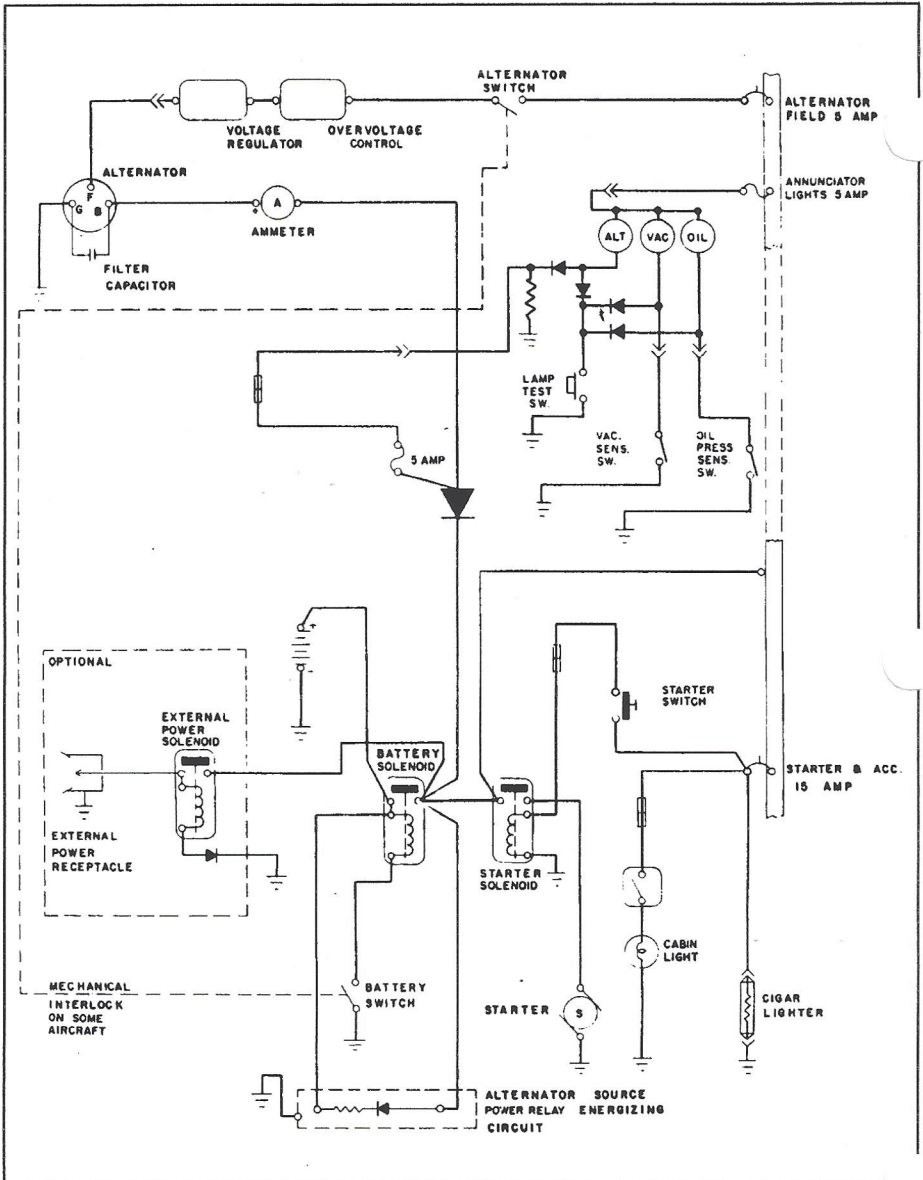 ALTERNATOR
SWITCH
ALTERNATOR
FIELD 5 AMP
VOLTAGE
REGULATOR
OVERVOLTAGE
CONTROL
ALTERNATOR
F
G
B
A
+
AMMETER
ANNUNCIATOR
LIGHTS 5 AMP
ALT
VAC
OIL
FILTER
CAPACITOR
LAMP
TEST
SW.
VAC.
SENS.
SW.
OIL
PRESS
SENS.
SW.
5 AMP
+
-
OPTIONAL
EXTERNAL
POWER
SOLENOID
BATTERY
SOLENOID
STARTER
SWITCH
STARTER & ACC.
15 AMP
EXTERNAL
POWER
RECEPTACLE
STARTER
SOLENOID
CABIN
LIGHT
MECHANICAL
INTERLOCK
ON SOME
AIRCRAFT
BATTERY
SWITCH
STARTER
S
CIGAR
LIGHTER
ALTERNATOR SOURCE
POWER RELAY ENERGIZING
CIRCUIT